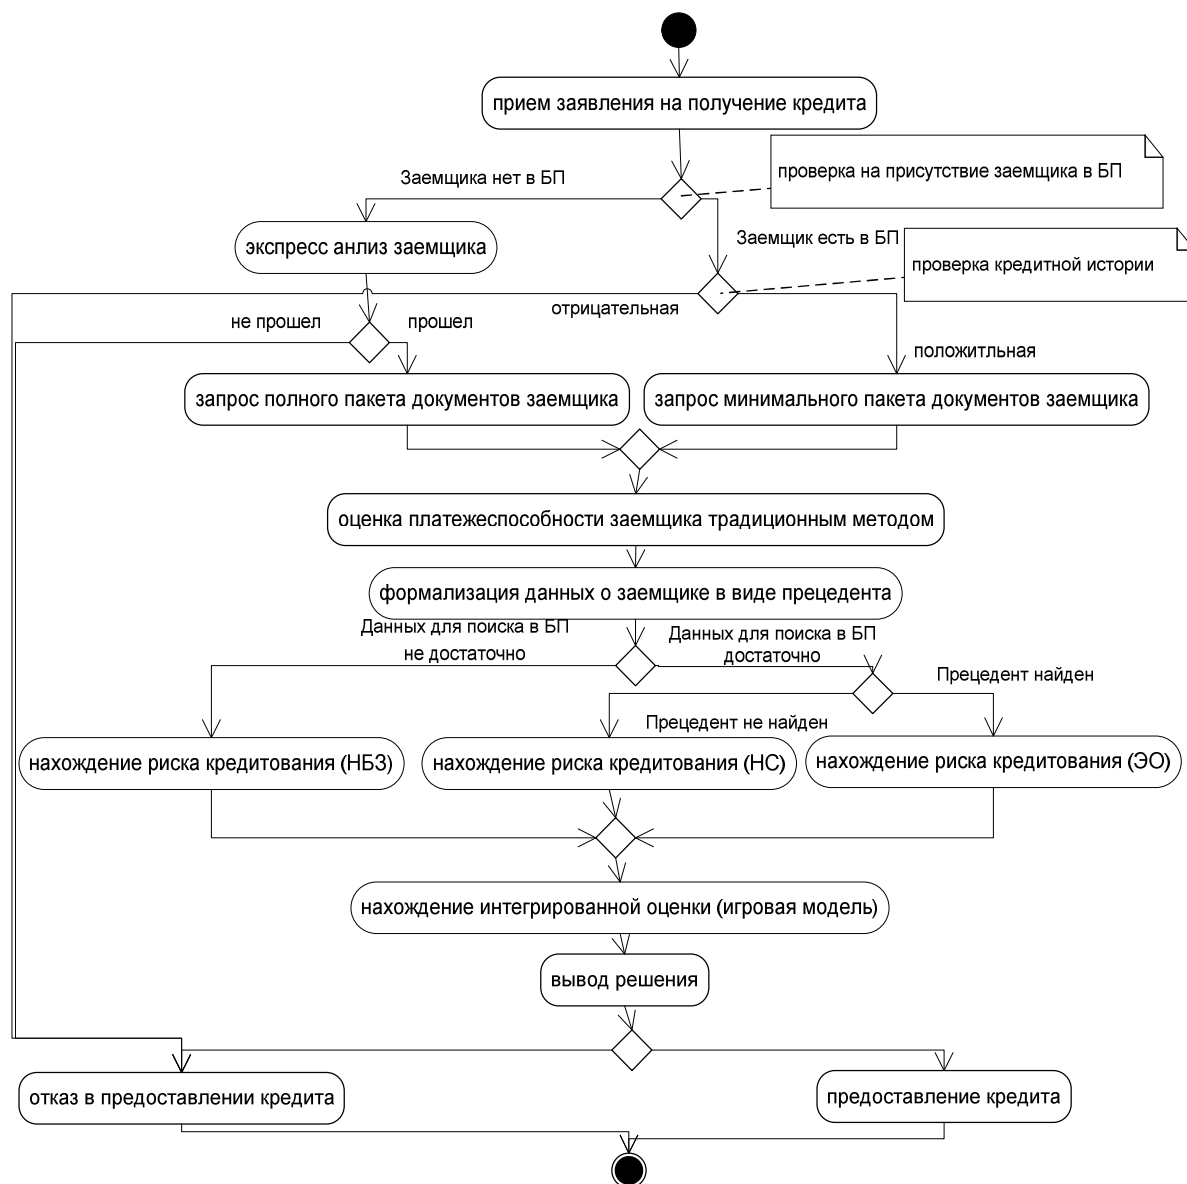 прием заявления на получение кредита
проверка на присутствие заемщика в БП
Заемщика нет в БП
Заемщик есть в БП
экспресс анлиз заемщика
проверка кредитной истории
отрицательная
не прошел
прошел
положитльная
запрос полного пакета документов заемщика
запрос минимального пакета документов заемщика
оценка платежеспособности заемщика традиционным методом
формализация данных о заемщике в виде прецедента
Данных для поиска в БП
не достаточно
Данных для поиска в БП
достаточно
Прецедент найден
Прецедент не найден
нахождение риска кредитования (НБЗ)
нахождение риска кредитования (НС)
нахождение риска кредитования (ЭО)
нахождение интегрированной оценки (игровая модель)
вывод решения
отказ в предоставлении кредита
предоставление кредита